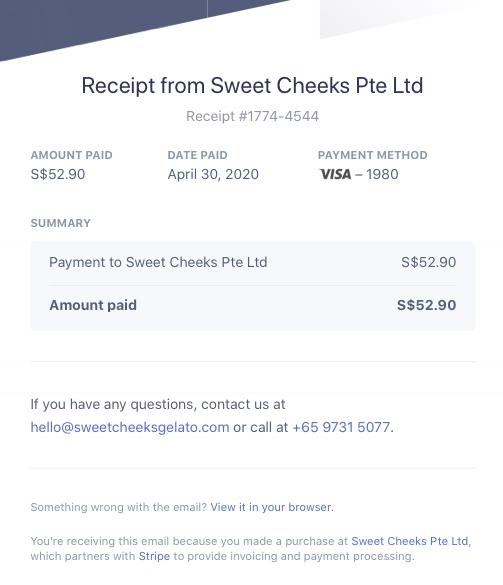 Receipt from Sweet Cheeks Pte Ltd
Receipt #1774-4544
AMOUNT PAID DATE PAID PAYMENT METHOD
S$52.90 April 30, 2020 VISA – 1980
SUMMARY
Payment to Sweet Cheeks Pte Ltd S$52.90
Amount paid S$52.90
If you have any questions, contact us at
hello@sweetcheeksgelato.com or call at +65 9731 5077.
Something wrong with the email? View it in your browser.
You're receiving this email because you made a purchase at Sweet Cheeks Pte Ltd,
which partners with Stripe to provide invoicing and payment processing.